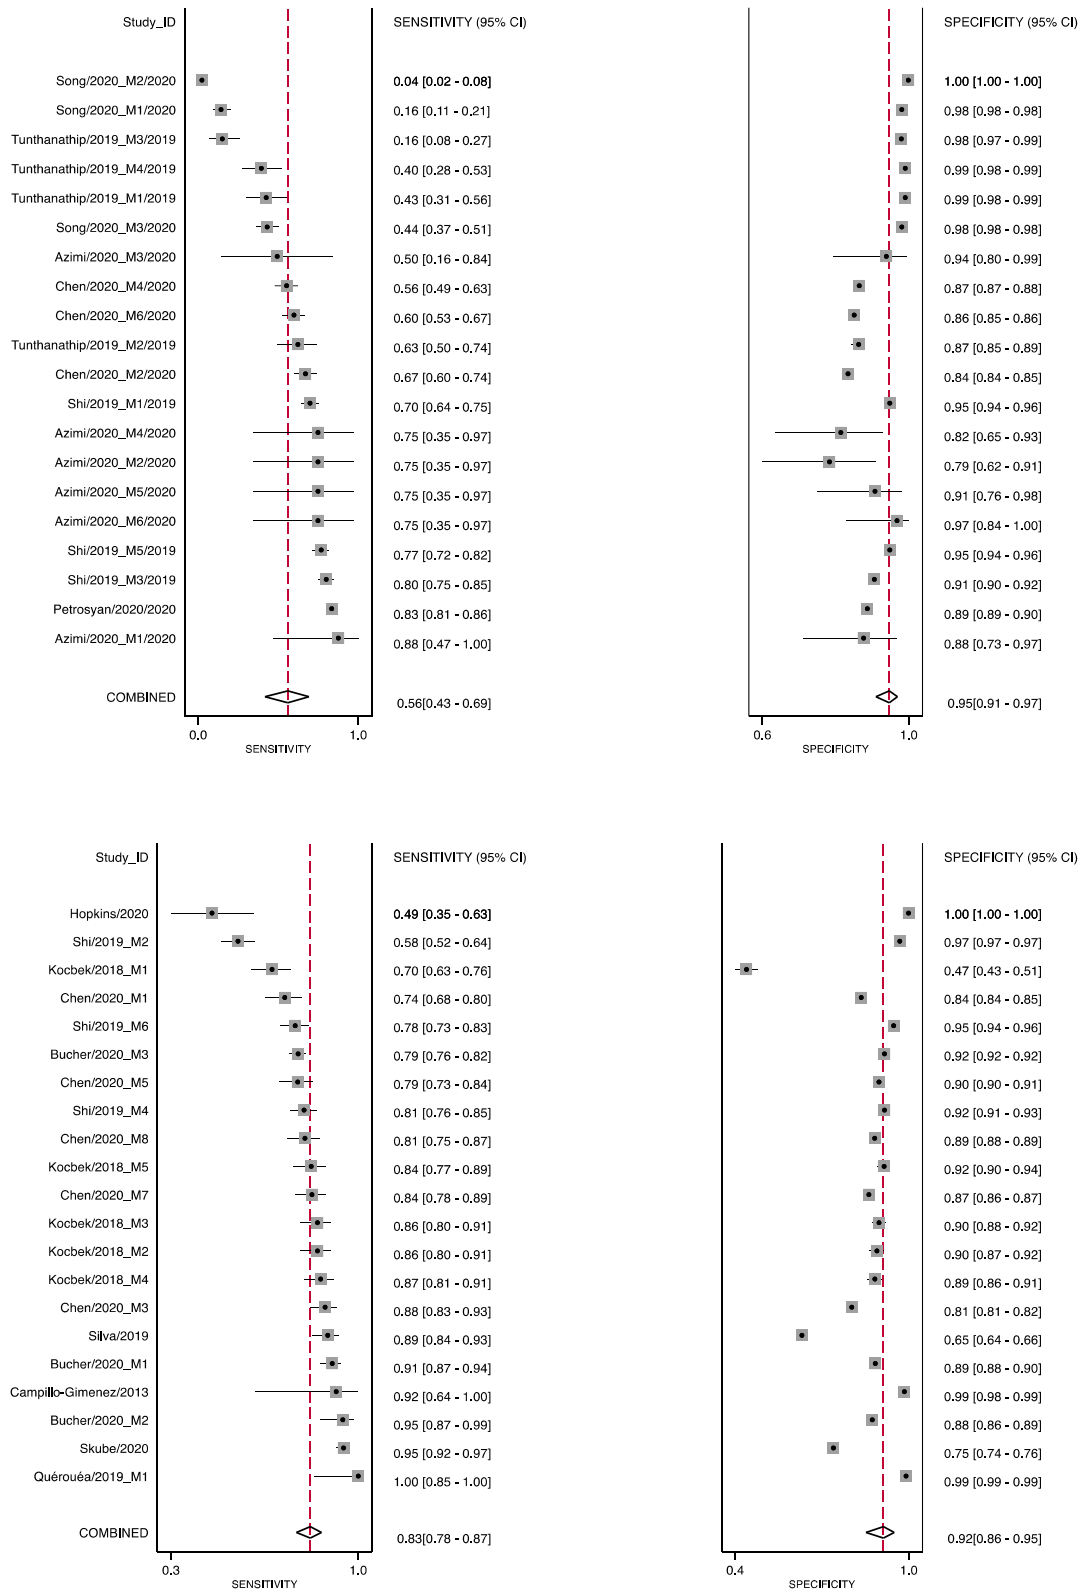 Study_ID SENSITIVITY (95% CI) SPECIFICITY (95% CI)
Song/2020_M2/2020 0.04 [0.02 - 0.08] 1.00 [1.00 - 1.00]
Song/2020_M1/2020 0.16 [0.11 - 0.21] 0.98 [0.98 - 0.98]
Tunthanathip/2019_M3/2019 0.16 [0.08 - 0.27] 0.98 [0.97 - 0.99]
Tunthanathip/2019_M4/2019 0.40 [0.28 - 0.53] 0.99 [0.98 - 0.99]
Tunthanathip/2019_M1/2019 0.43 [0.31 - 0.56] 0.99 [0.98 - 0.99]
Song/2020_M3/2020 0.44 [0.37 - 0.51] 0.98 [0.98 - 0.98]
Azimi/2020_M3/2020 0.50 [0.16 - 0.84] 0.94 [0.80 - 0.99]
Chen/2020_M4/2020 0.56 [0.49 - 0.63] 0.87 [0.87 - 0.88]
Chen/2020_M6/2020 0.60 [0.53 - 0.67] 0.86 [0.85 - 0.86]
Tunthanathip/2019_M2/2019 0.63 [0.50 - 0.74] 0.87 [0.85 - 0.89]
Chen/2020_M2/2020 0.67 [0.60 - 0.74] 0.84 [0.84 - 0.85]
Shi/2019_M1/2019 0.70 [0.64 - 0.75] 0.95 [0.94 - 0.96]
Azimi/2020_M4/2020 0.75 [0.35 - 0.97] 0.82 [0.65 - 0.93]
Azimi/2020_M2/2020 0.75 [0.35 - 0.97] 0.79 [0.62 - 0.91]
Azimi/2020_M5/2020 0.75 [0.35 - 0.97] 0.91 [0.76 - 0.98]
Azimi/2020_M6/2020 0.75 [0.35 - 0.97] 0.97 [0.84 - 1.00]
Shi/2019_M5/2019 0.77 [0.72 - 0.82] 0.95 [0.94 - 0.96]
Shi/2019_M3/2019 0.80 [0.75 - 0.85] 0.91 [0.90 - 0.92]
Petrosyan/2020/2020 0.83 [0.81 - 0.86] 0.89 [0.89 - 0.90]
Azimi/2020_M1/2020 0.88 [0.47 - 1.00] 0.88 [0.73 - 0.97]
COMBINED 0.56[0.43 - 0.69] 0.95[0.91 - 0.97]
0.0 1.0 0.6 1.0
SENSITIVITY SPECIFICITY
Study_ID SENSITIVITY (95% CI) SPECIFICITY (95% CI)
Hopkins/2020 0.49 [0.35 - 0.63] 1.00 [1.00 - 1.00]
Shi/2019_M2 0.58 [0.52 - 0.64] 0.97 [0.97 - 0.97]
Kocbek/2018_M1 0.70 [0.63 - 0.76] 0.47 [0.43 - 0.51]
Chen/2020_M1 0.74 [0.68 - 0.80] 0.84 [0.84 - 0.85]
Shi/2019_M6 0.78 [0.73 - 0.83] 0.95 [0.94 - 0.96]
Bucher/2020_M3 0.79 [0.76 - 0.82] 0.92 [0.92 - 0.92]
Chen/2020_M5 0.79 [0.73 - 0.84] 0.90 [0.90 - 0.91]
Shi/2019_M4 0.81 [0.76 - 0.85] 0.92 [0.91 - 0.93]
Chen/2020_M8 0.81 [0.75 - 0.87] 0.89 [0.88 - 0.89]
Kocbek/2018_M5 0.84 [0.77 - 0.89] 0.92 [0.90 - 0.94]
Chen/2020_M7 0.84 [0.78 - 0.89] 0.87 [0.86 - 0.87]
Kocbek/2018_M3 0.86 [0.80 - 0.91] 0.90 [0.88 - 0.92]
Kocbek/2018_M2 0.86 [0.80 - 0.91] 0.90 [0.87 - 0.92]
Kocbek/2018_M4 0.87 [0.81 - 0.91] 0.89 [0.86 - 0.91]
Chen/2020_M3 0.88 [0.83 - 0.93] 0.81 [0.81 - 0.82]
Silva/2019 0.89 [0.84 - 0.93] 0.65 [0.64 - 0.66]
Bucher/2020_M1 0.91 [0.87 - 0.94] 0.89 [0.88 - 0.90]
Campillo-Gimenez/2013 0.92 [0.64 - 1.00] 0.99 [0.98 - 0.99]
Bucher/2020_M2 0.95 [0.87 - 0.99] 0.88 [0.86 - 0.89]
Skube/2020 0.95 [0.92 - 0.97] 0.75 [0.74 - 0.76]
Quérouéa/2019_M1 1.00 [0.85 - 1.00] 0.99 [0.99 - 0.99]
COMBINED 0.83[0.78 - 0.87] 0.92[0.86 - 0.95]
0.3 1.0 0.4 1.0
SENSITIVITY SPECIFICITY